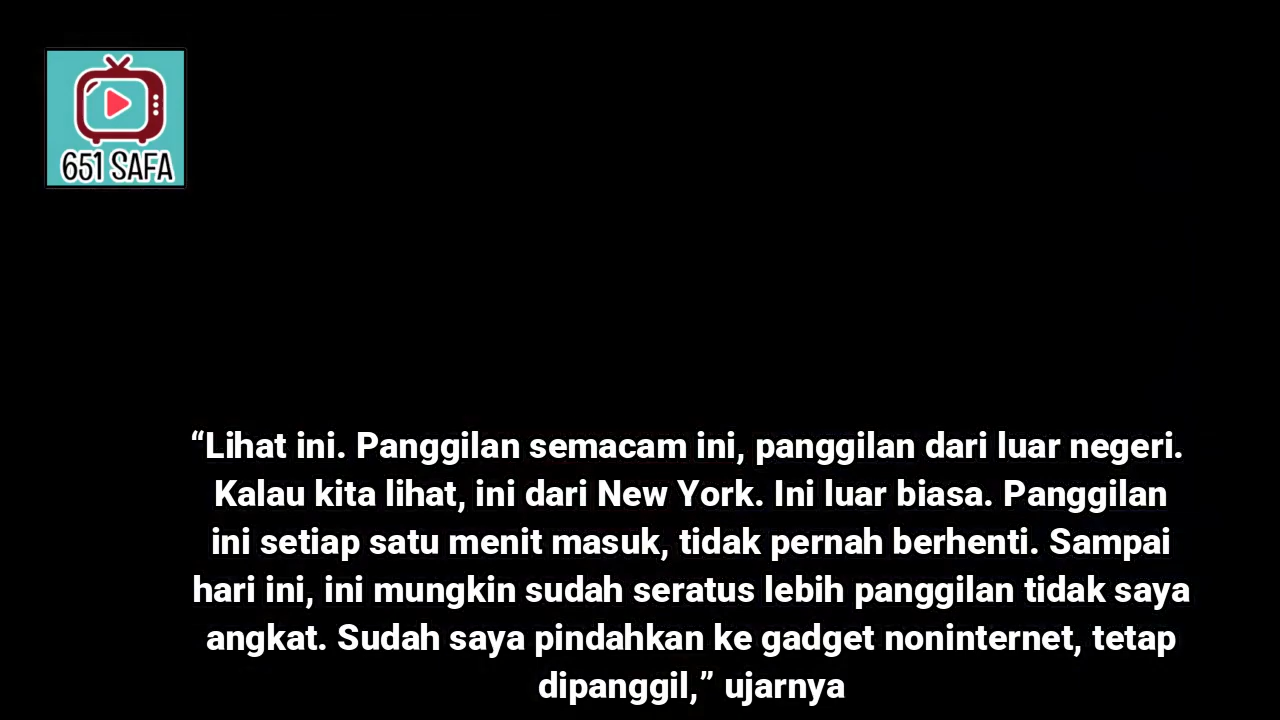 651 SAFA
“Lihat ini. Panggilan semacam ini, panggilan dari luar negeri.
Kalau kita lihat, ini dari New York. Ini luar biasa. Panggilan
ini setiap satu menit masuk, tidak pernah berhenti. Sampai
hari ini, ini mungkin sudah seratus lebih panggilan tidak saya
angkat. Sudah saya pindahkan ke gadget noninternet, tetap
dipanggil,” ujarnya